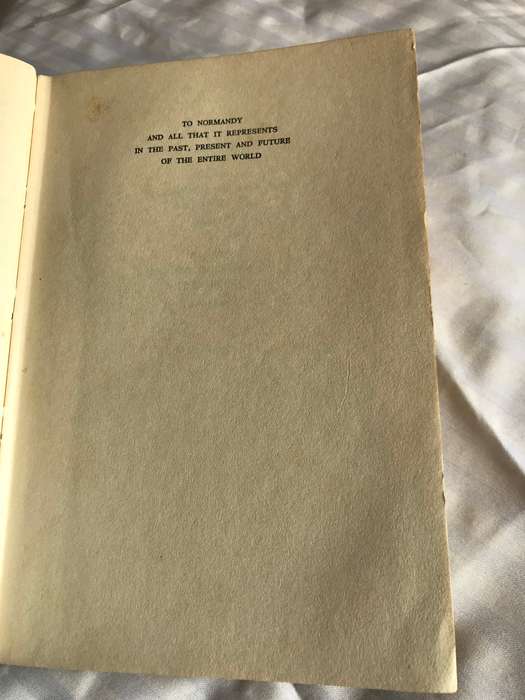 TO NORMANDY
AND ALL THAT IT REPRESENTS
IN THE PAST, PRESENT AND FUTURE
OF THE ENTIRE WORLD